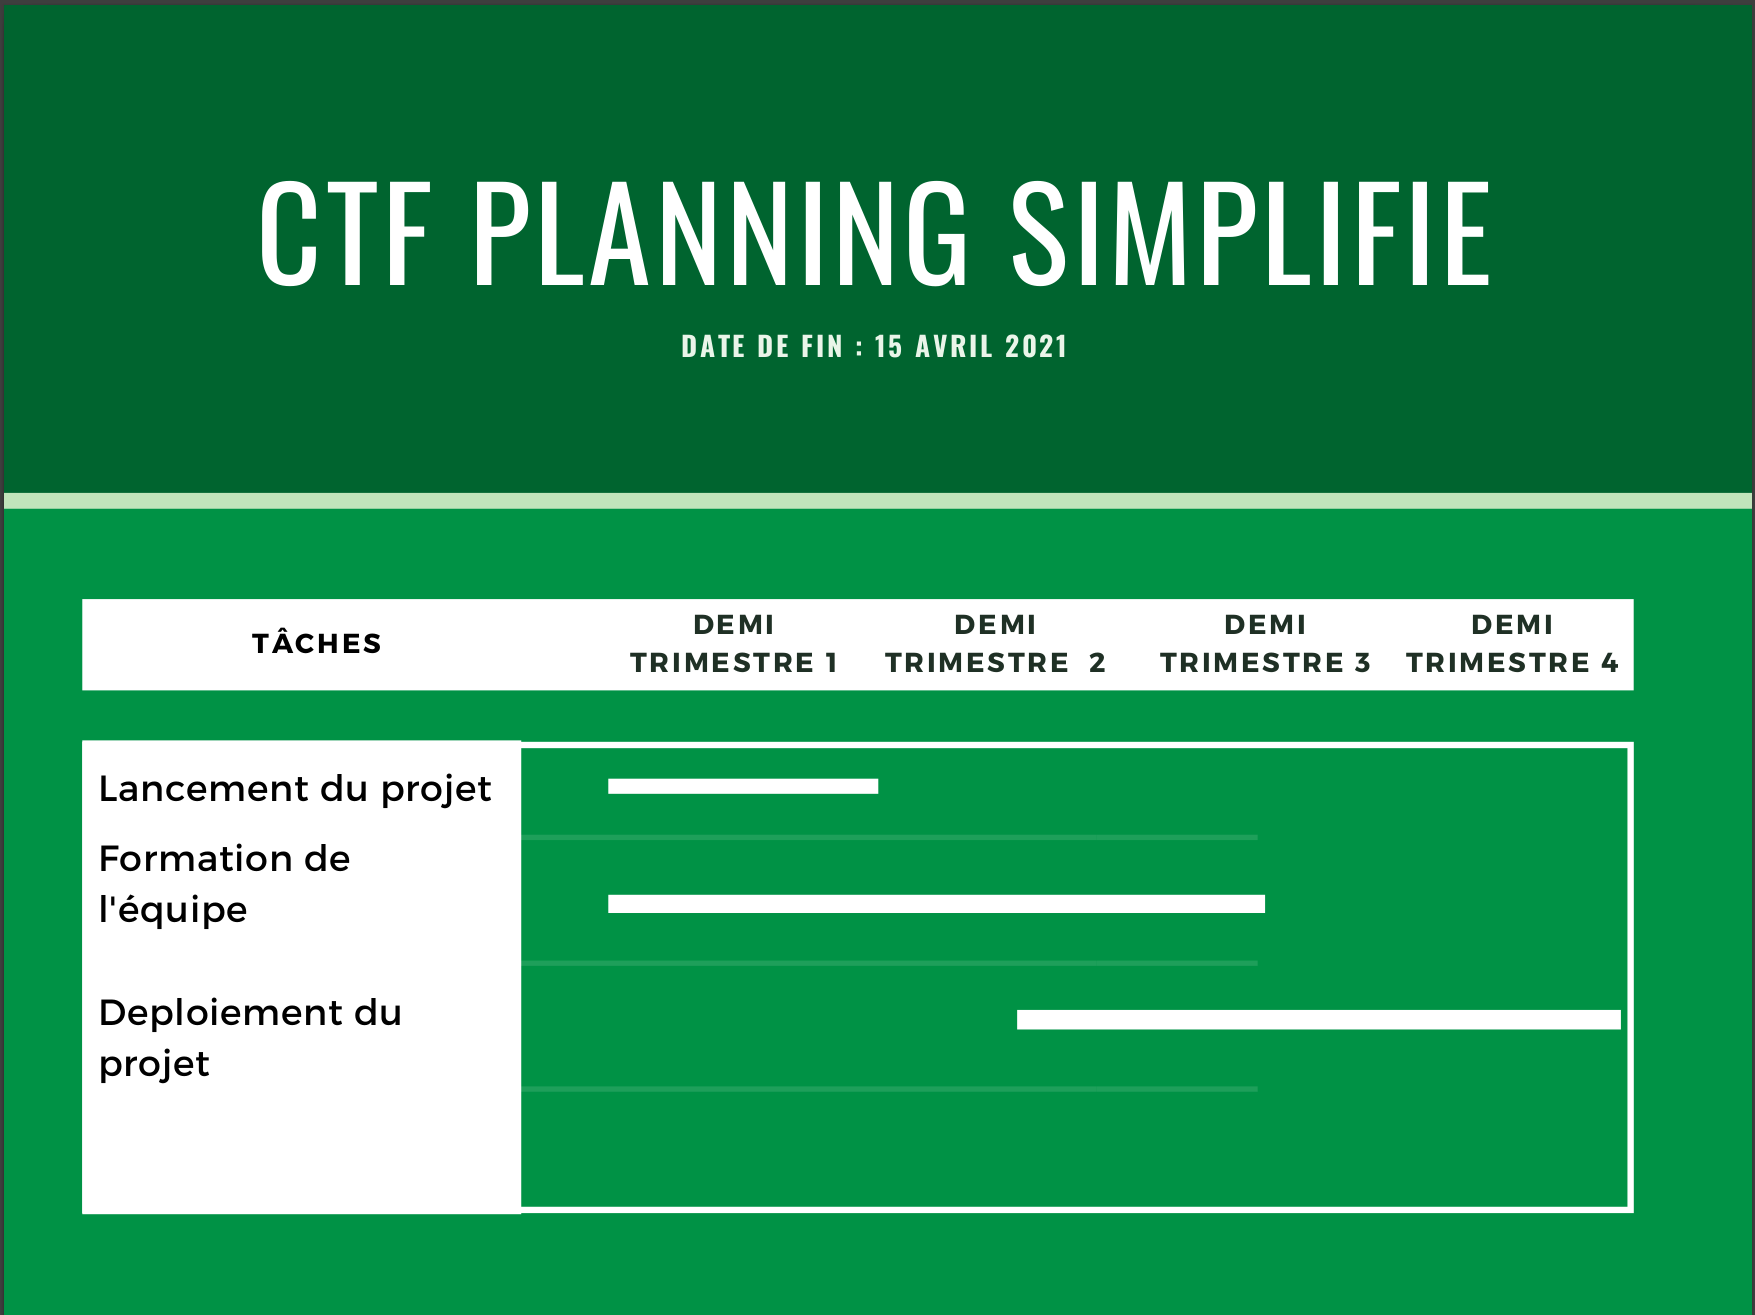 CTF PLANNING SIMPLIFIE
DATE DE FIN : 15 AVRIL 2021
TÂCHES
DEMI
TRIMESTRE 1
DEMI
TRIMESTRE 2
DEMI
TRIMESTRE 3
DEMI
TRIMESTRE 4
Lancement du projet
Formation de
l'équipe
Deploiement du
projet